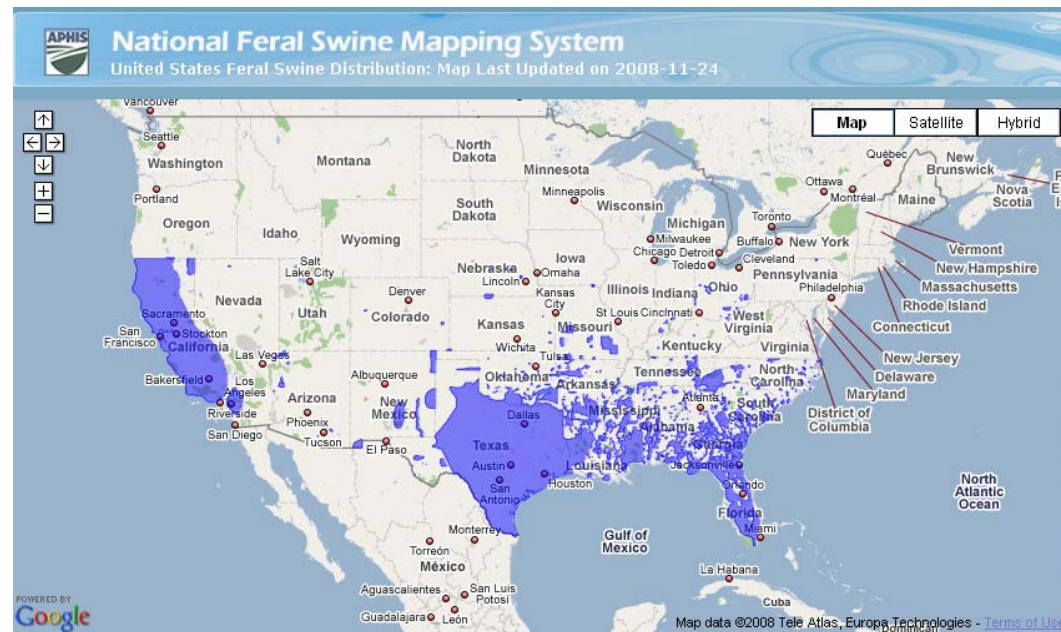 APHIS
National Feral Swine Mapping System
United States Feral Swine Distribution: Map Last Updated on 2008-11-24
Map
Satellite
Hybrid
Vancouver
Seattle
Washington
Portland
Oregon
Idaho
Montana
North
Dakota
South
Dakota
Minnesota
Minneapolis
Wisconsin
Michigan
Milwaukee
Chicago
Detroit
Toledo
Cleveland
Toronto
Buffalo
Ottawa
Montréal
Québec
New
Brunswick
Nova
Scotia
Maine
New York
Vermont
New Hampshire
Massachusetts
Rhode Island
Connecticut
New Jersey
Delaware
Maryland
District of
Columbia
Pennsylvania
Philadelphia
Wyoming
Salt
Lake City
Nebraska
Lincoln
Omaha
Iowa
Illinois
Indiana
Ohio
Nevada
Utah
Denver
Colorado
Kansas
City
Kansas
Wichita
St Louis
Missouri
Cincinnati
West
Virginia
Virginia
Kentucky
Sacramento
Stockton
San
Francisco
California
Bakersfield
Las Vegas
Los
Angeles
Riverside
San Diego
Arizona
Phoenix
Tucson
Albuquerque
New
Mexico
El Paso
Tulsa
Oklahoma
Arkansas
Tennessee
North
Carolina
South
Carolina
Atlanta
Mississippi
Alabama
Georgia
Dallas
Texas
Austin
San
Antonio
Houston
Louisiana
Jacksonville
Orlando
Florida
Miami
Gulf of
Mexico
North
Atlantic
Ocean
Monterrey
Torreón
México
Aguascalientes
San Luis
Potosí
Guadalajara
León
La Habana
Cuba
POWERED BY
Google
Map data ©2008 Tele Atlas, Europa Technologies - Terms of Us